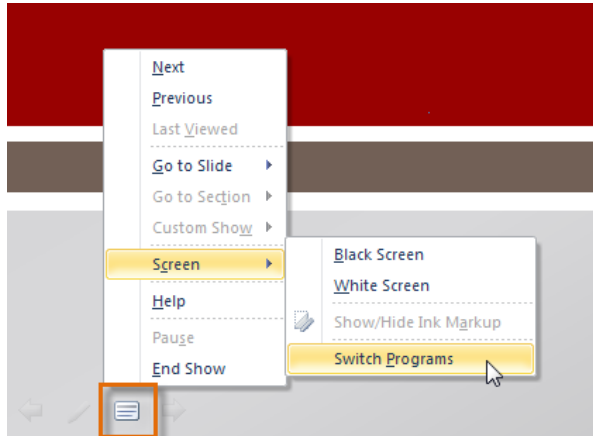 Next
Previous
Last Viewed
Go to Slide
Go to Section
Custom Show
Screen
Help
Pause
End Show
Black Screen
White Screen
Show/Hide Ink Markup
Switch Programs